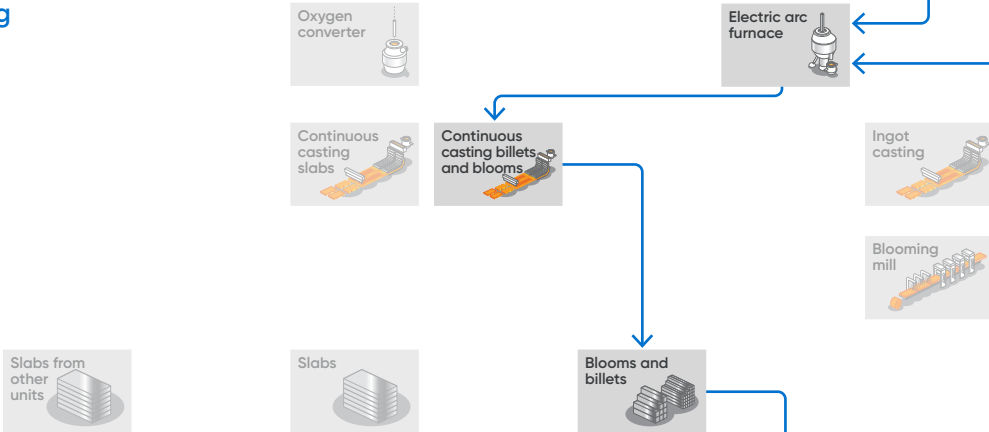 Oxygen
converter
Electric arc
furnace
Continuous
casting
slabs
Continuous
casting billets
and blooms
Ingot
casting
Blooming
mill
Slabs from
other
units
Slabs
Blooms and
billets